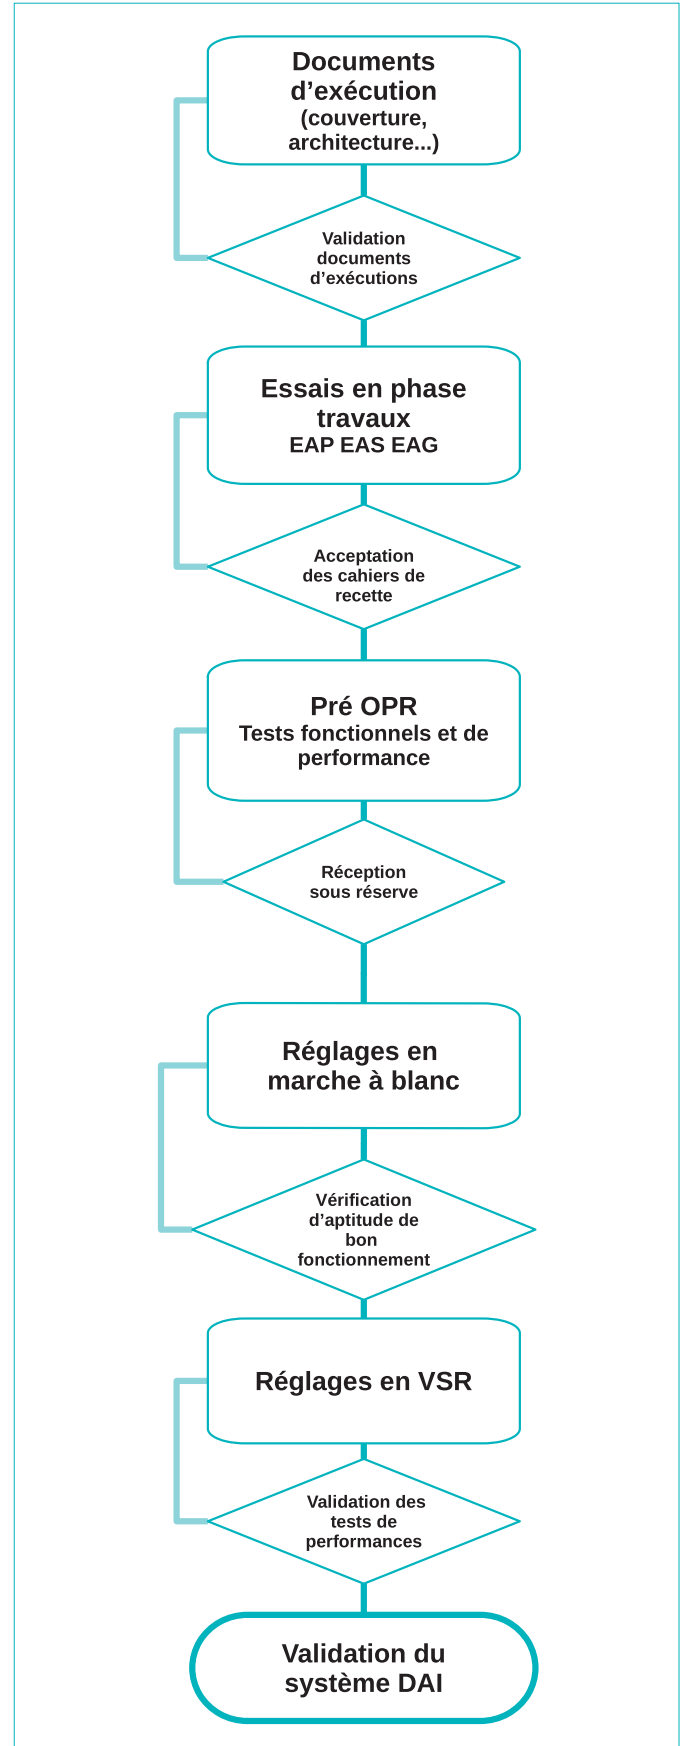 Documents
d’exécution
(couverture,
architecture...)
Validation
documents
d’exécutions
Essais en phase
travaux
EAP EAS EAG
Acceptation
des cahiers de
recette
Pré OPR
Tests fonctionnels et de
performance
Réception
sous réserve
Réglages en
marche à blanc
Vérification
d’aptitude de
bon
fonctionnement
Réglages en VSR
Validation des
tests de
performances
Validation du
système DAI